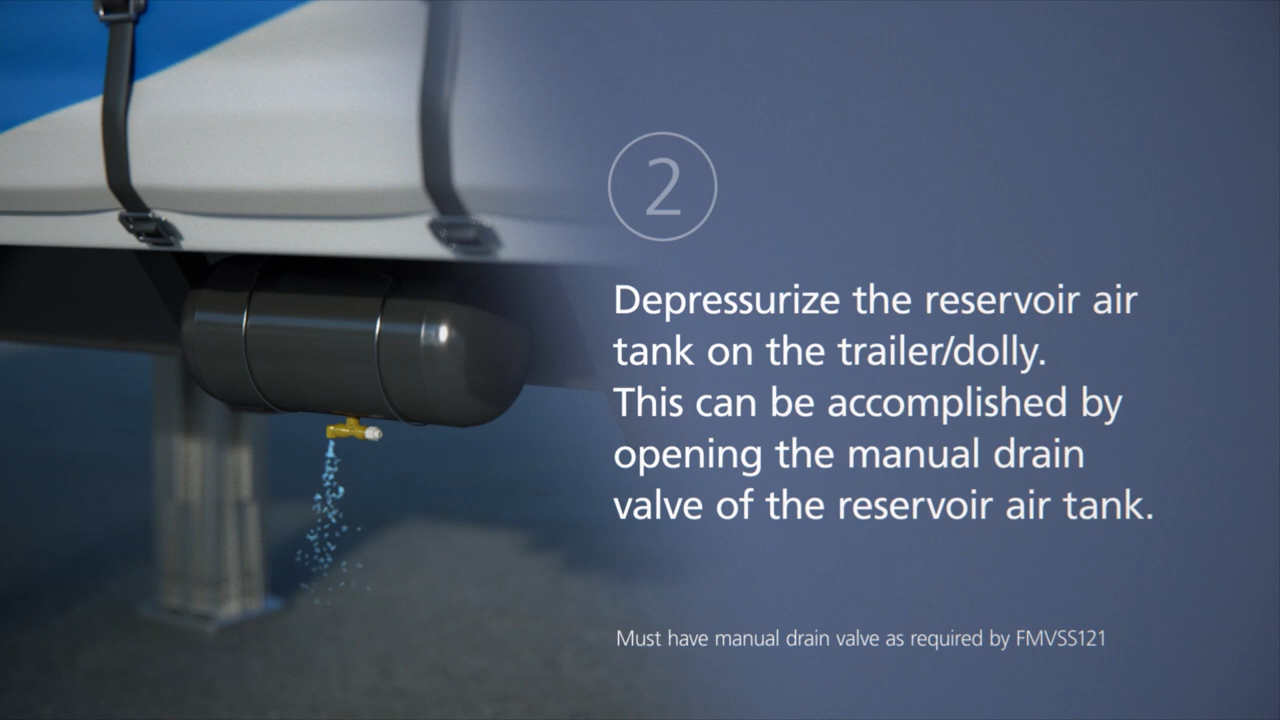 2
Depressurize the reservoir air
tank on the trailer/dolly.
This can be accomplished by
opening the manual drain
valve of the reservoir air tank.
Must have manual drain valve as required by FMVSS121